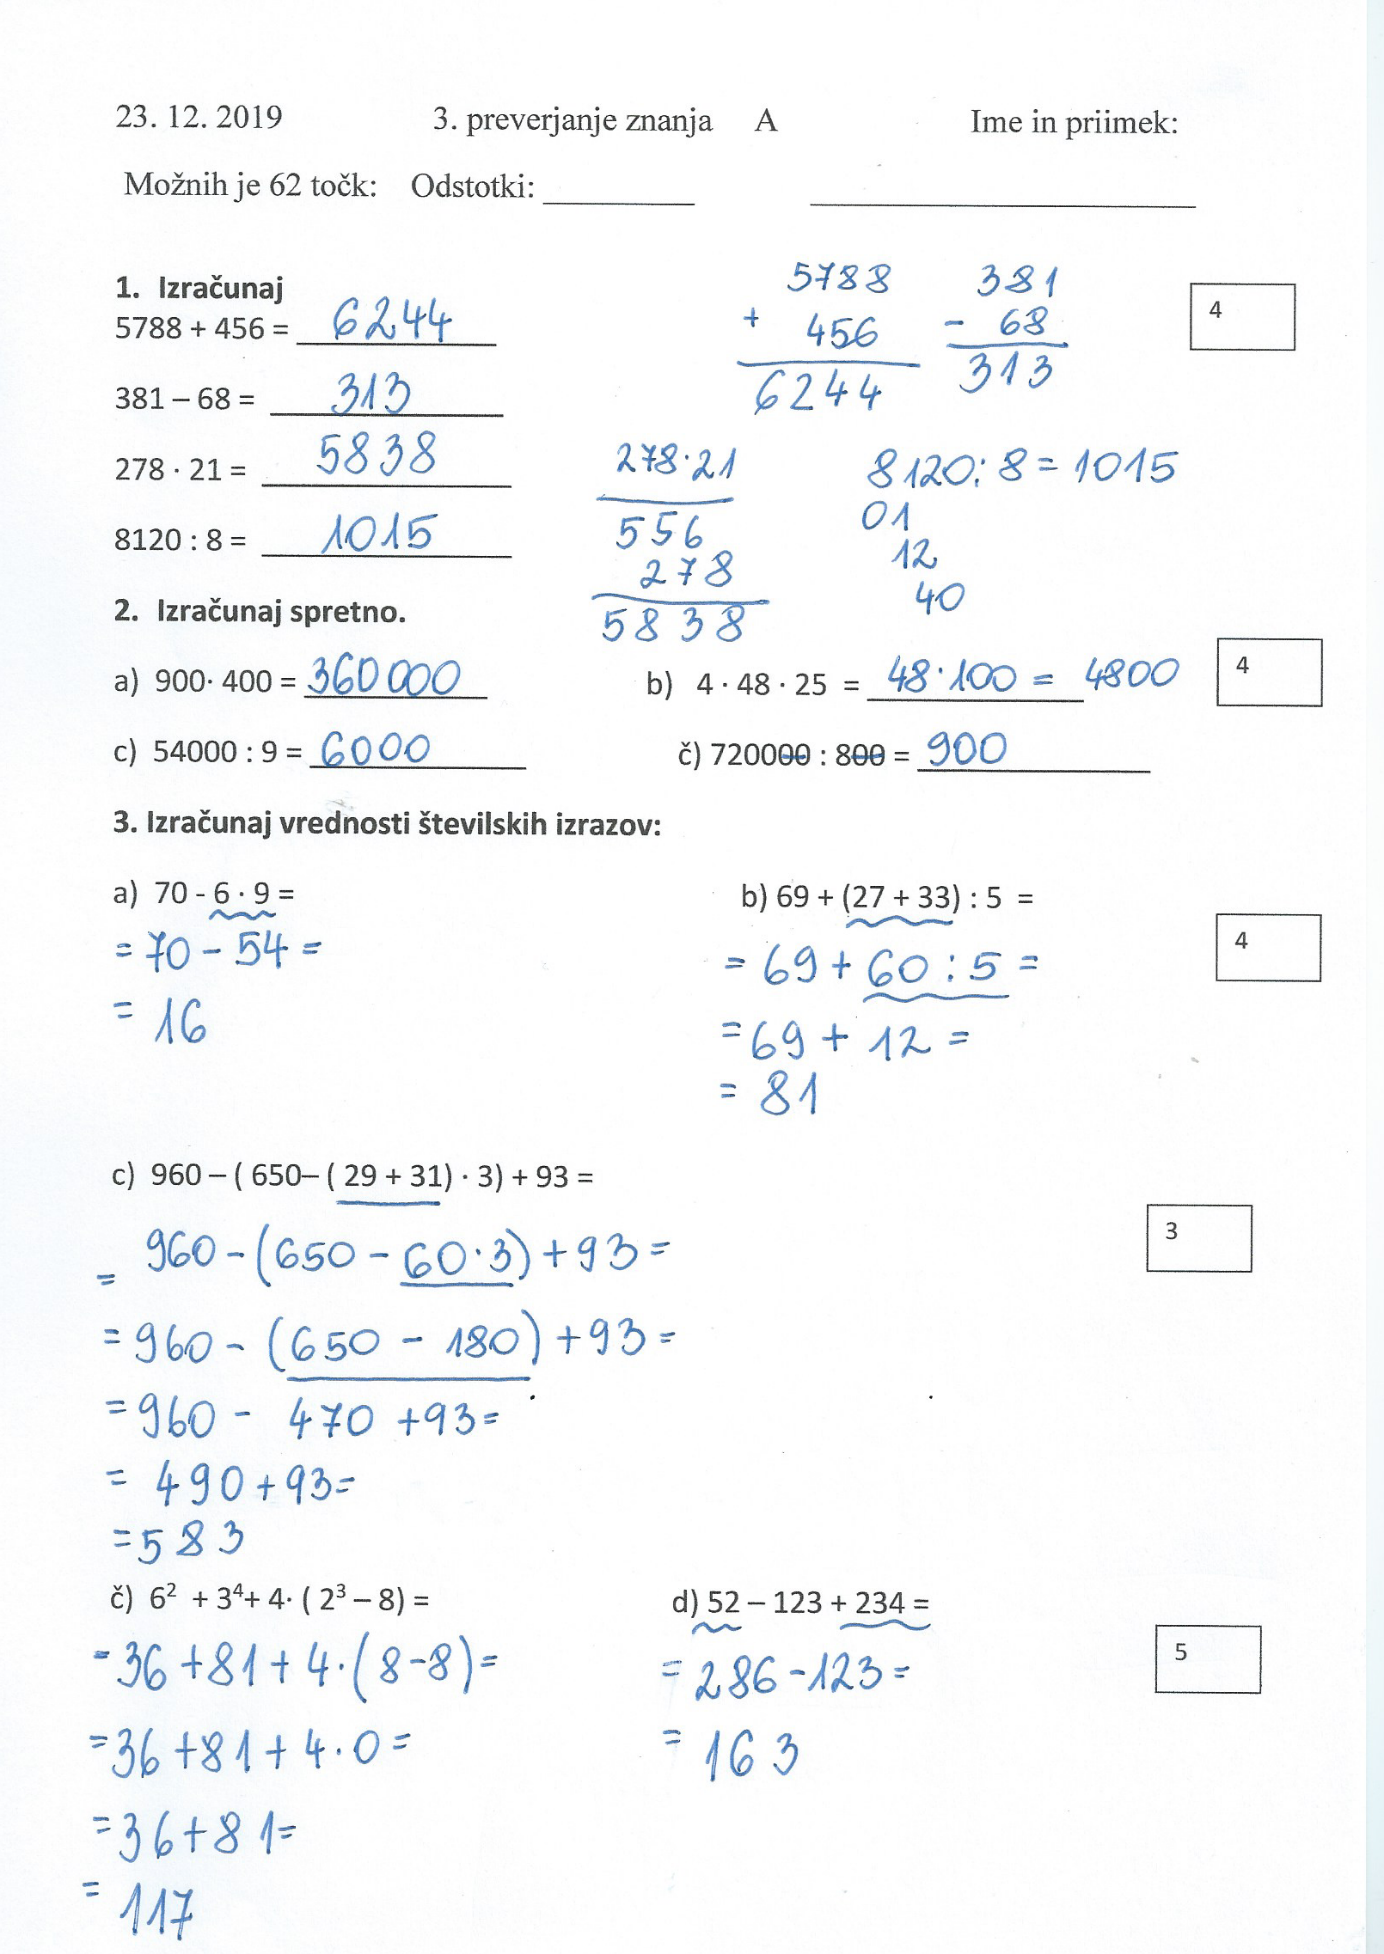 23. 12. 2019 3. preverjanje znanja A Ime in priimek:
Možnih je 62 točk: Odstotki: __________ ______________________
1. Izračunaj
5788 + 456 = 6244
381 – 68 = 313
278 · 21 = 5838
8120 : 8 = 1015
5788
+ 456
6244
381
- 68
313
4
278·21
556
278
5838
8120:8=1015
01
12
40
2. Izračunaj spretno.
a) 900· 400 = 360000 b) 4 · 48 · 25 = 48·100 = 4800
4
c) 54000 : 9 = 6000 č) 720000 : 800 = 900
3. Izračunaj vrednosti številskih izrazov:
a) 70 - 6 · 9 =
= 70 - 54 =
= 16
b) 69 + (27 + 33) : 5 =
= 69 + 60 : 5 =
= 69 + 12 =
= 81
4
c) 960 – ( 650– ( 29 + 31) · 3) + 93 =
= 960 - (650 - 60·3) + 93 =
= 960 - (650 - 180) + 93 =
= 960 - 470 + 93 =
= 490 + 93 =
= 583
3
č) 6² + 3⁴+ 4· ( 2³ – 8) =
= 36 + 81 + 4·(8-8) =
= 36 + 81 + 4·0 =
= 36 + 81 =
= 117
d) 52 – 123 + 234 =
= 286 - 123 =
= 163
5